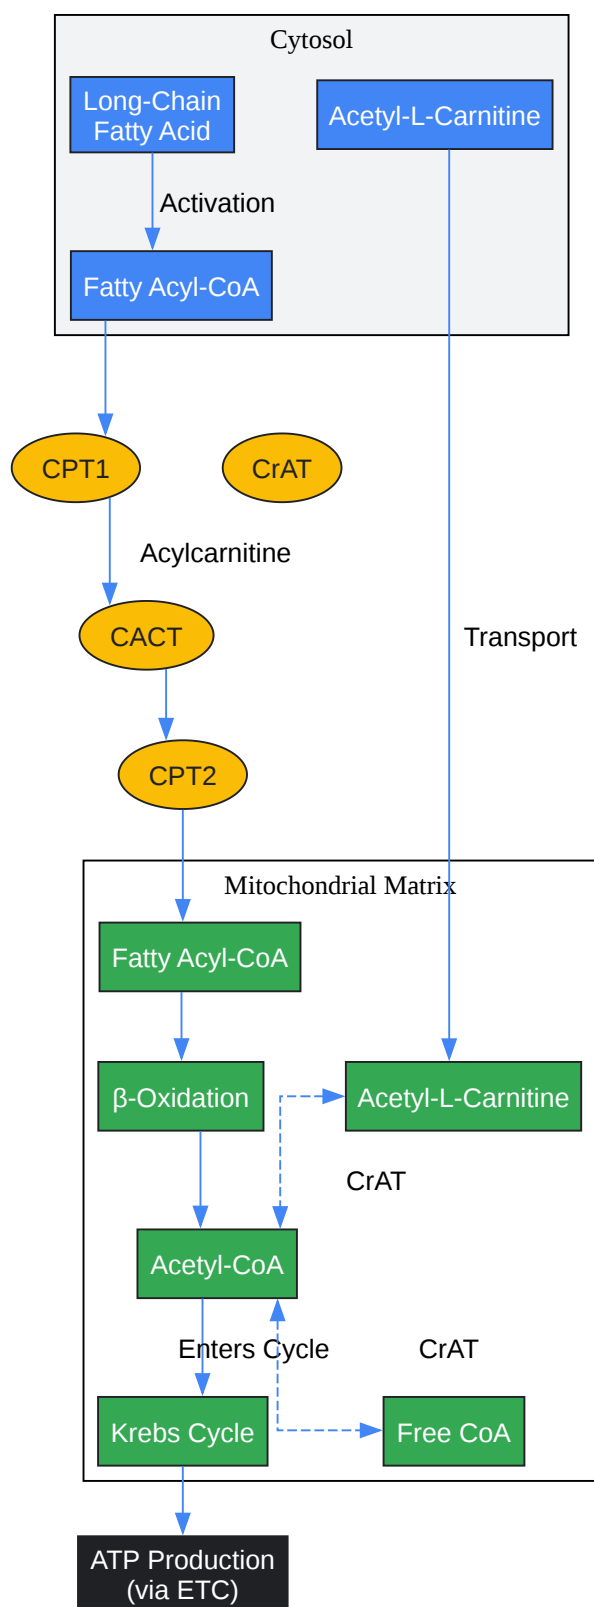 Cytosol
Long-Chain
Fatty Acid
Acetyl-L-Carnitine
Activation
Fatty Acyl-CoA
CPT1
CrAT
Acylcarnitine
CACT
Transport
CPT2
Mitochondrial Matrix
Fatty Acyl-CoA
β-Oxidation
Acetyl-L-Carnitine
CrAT
Acetyl-CoA
Enters Cycle
CrAT
Krebs Cycle
Free CoA
ATP Production
(via ETC)